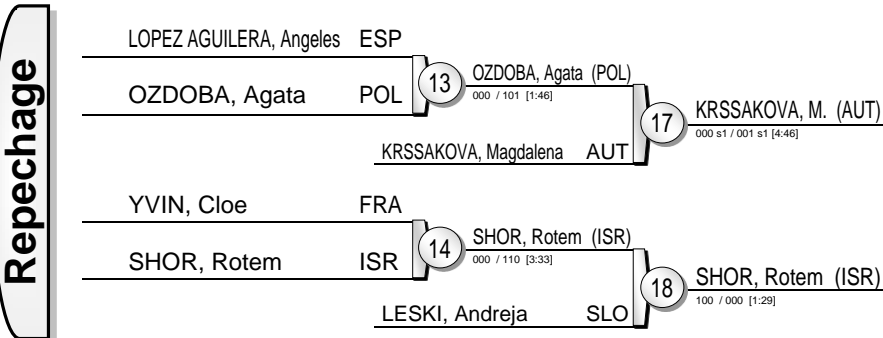 Repechage
LOPEZ AGUILERA, Angeles ESP
OZDOBA, Agata POL
13
OZDOBA, Agata (POL)
000 / 101 [1:46]
KRSSAKOVA, Magdalena AUT
17
KRSSAKOVA, M. (AUT)
000 s1 / 001 s1 [4:46]
YVIN, Cloe FRA
SHOR, Rotem ISR
14
SHOR, Rotem (ISR)
000 / 110 [3:33]
LESKI, Andreja SLO
18
SHOR, Rotem (ISR)
100 / 000 [1:29]